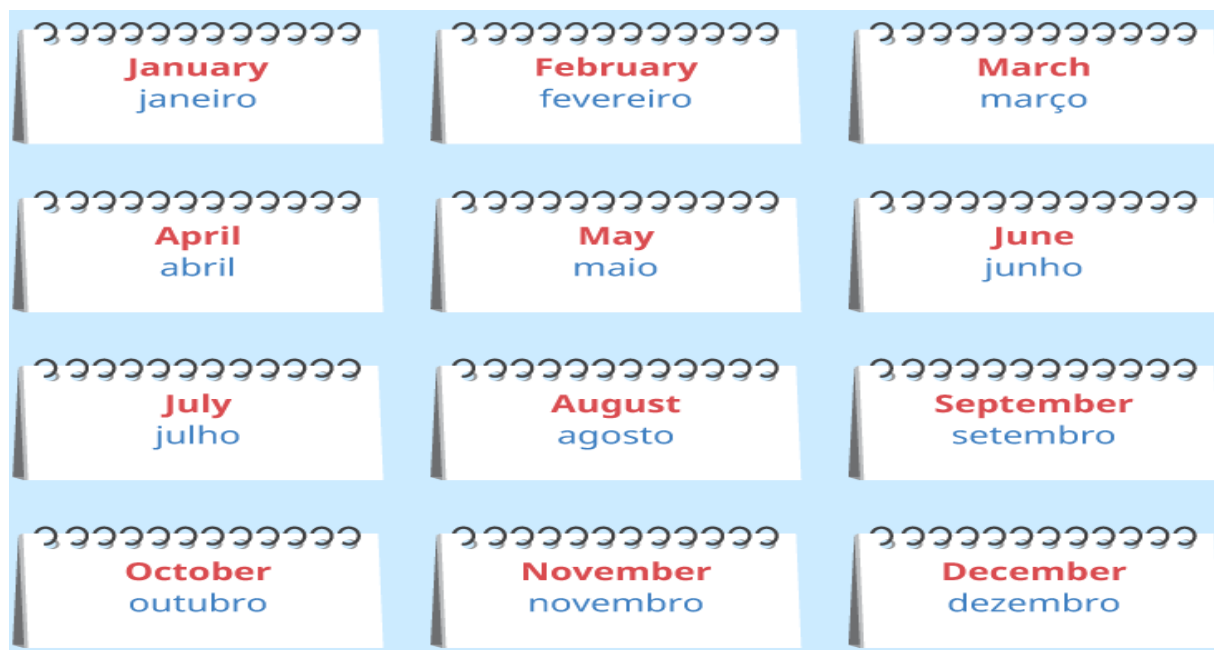 January
janeiro
February
fevereiro
March
março
April
abril
May
maio
June
junho
July
julho
August
agosto
September
setembro
October
outubro
November
novembro
December
dezembro